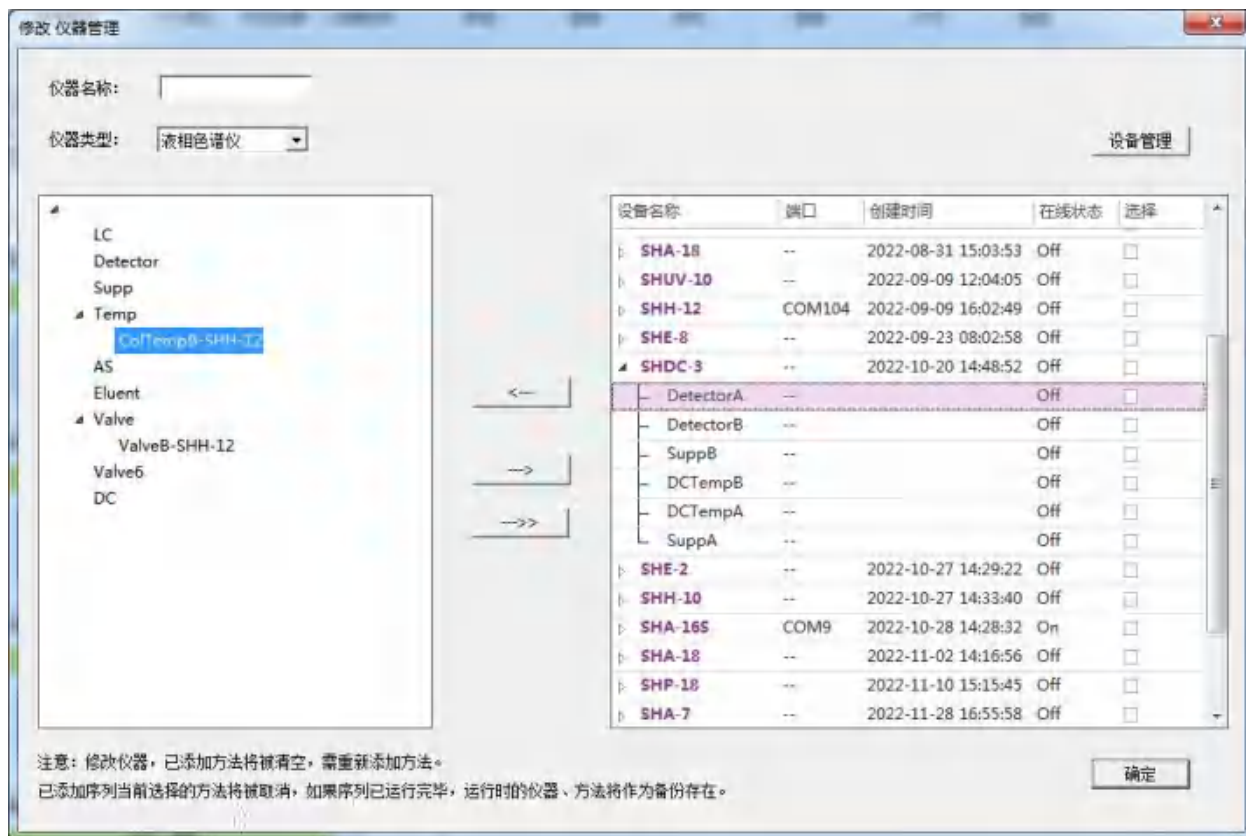 修改 仪器管理
仪器名称：
仪器类型： 液相色谱仪
设备管理
LC
Detector
Supp
Temp
ColTempB-SHH-12
AS
Eluent
Valve
ValveB-SHH-12
Valve6
DC
<---
--->
--->>
设备名称 端口 创建时间 在线状态 选择
SHA-18 -- 2022-08-31 15:03:53 Off
SHUV-10 -- 2022-09-09 12:04:05 Off
SHH-12 COM104 2022-09-09 16:02:49 Off
SHE-8 -- 2022-09-23 08:02:58 Off
SHDC-3 -- 2022-10-20 14:48:52 Off
DetectorA -- Off
DetectorB -- Off
SuppB -- Off
DCTempB -- Off
DCTempA -- Off
SuppA -- Off
SHE-2 -- 2022-10-27 14:29:22 Off
SHH-10 -- 2022-10-27 14:33:40 Off
SHA-16S COM9 2022-10-28 14:28:32 On
SHA-18 -- 2022-11-02 14:16:56 Off
SHP-18 -- 2022-11-10 15:15:45 Off
SHA-7 -- 2022-11-28 16:55:58 Off
注意：修改仪器，已添加方法将被清空，需重新添加方法。
已添加序列当前选择的方法将被取消，如果序列已运行完毕，运行时的仪器、方法将作为备份存在。
确定